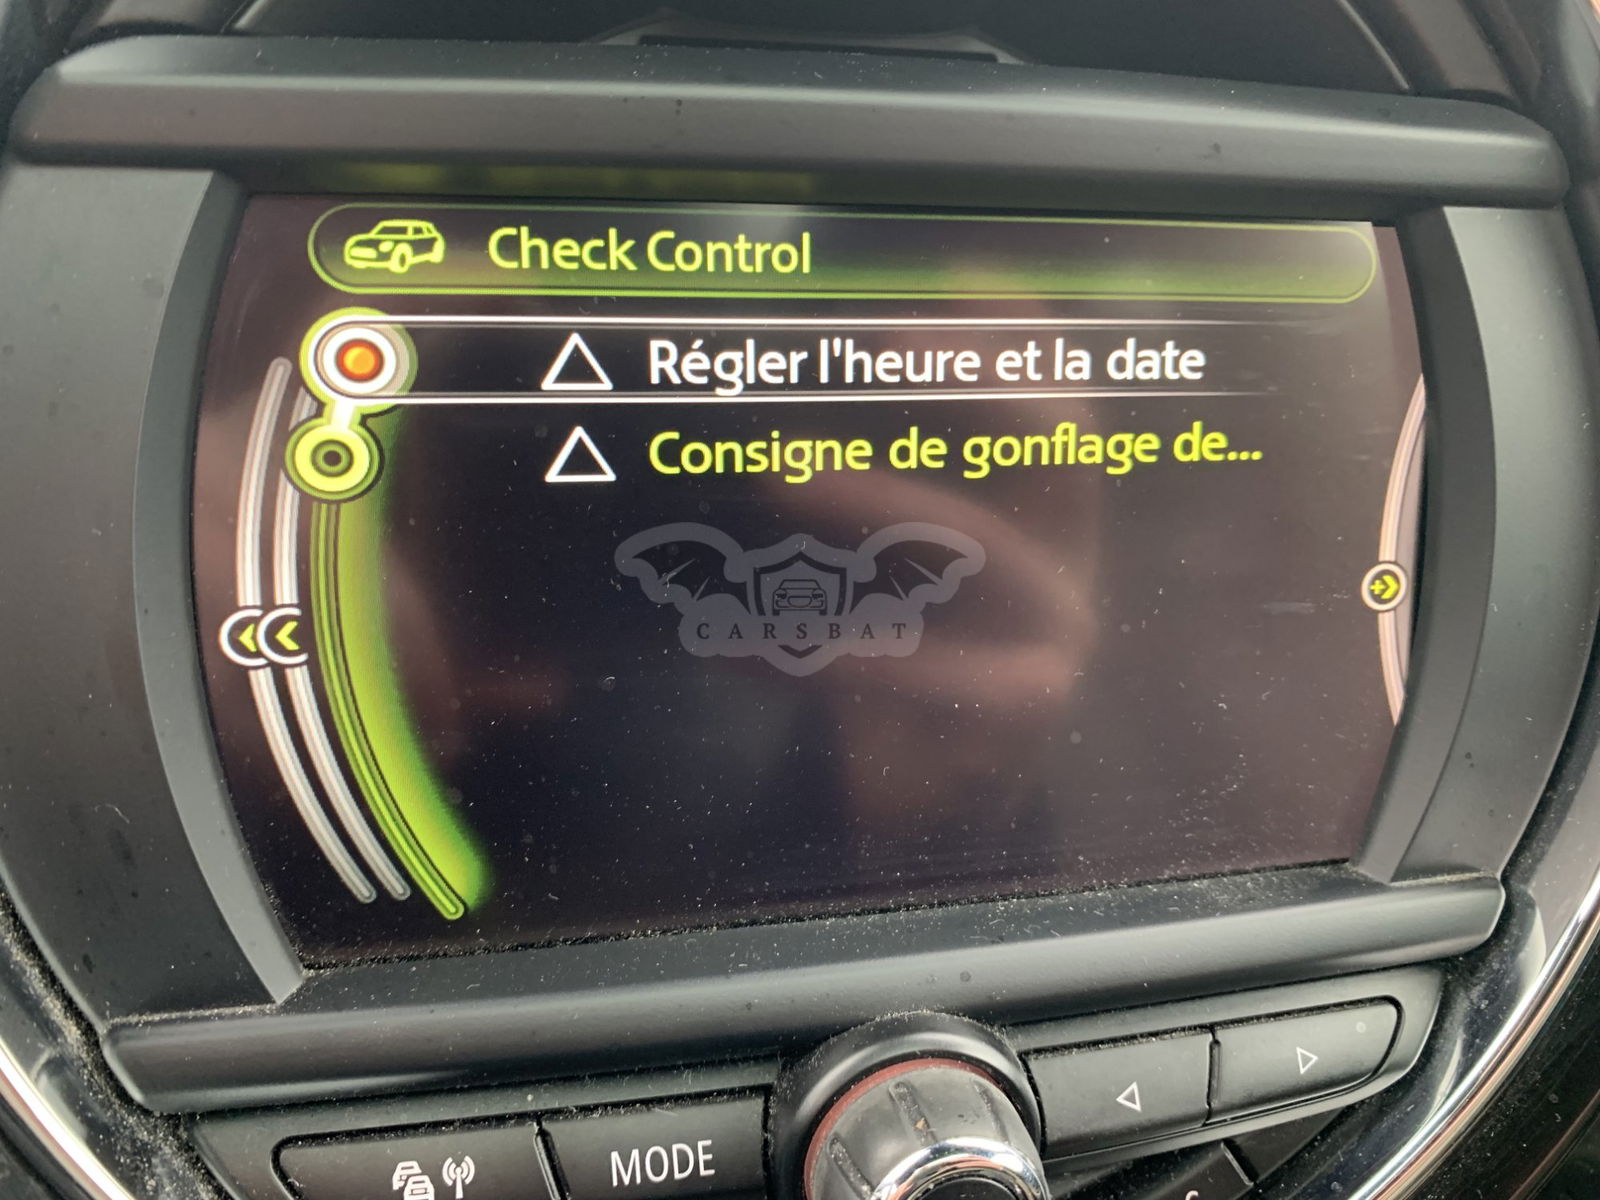 Check Control
Régler l'heure et la date
Consigne de gonflage de...
CARSBAT
MODE